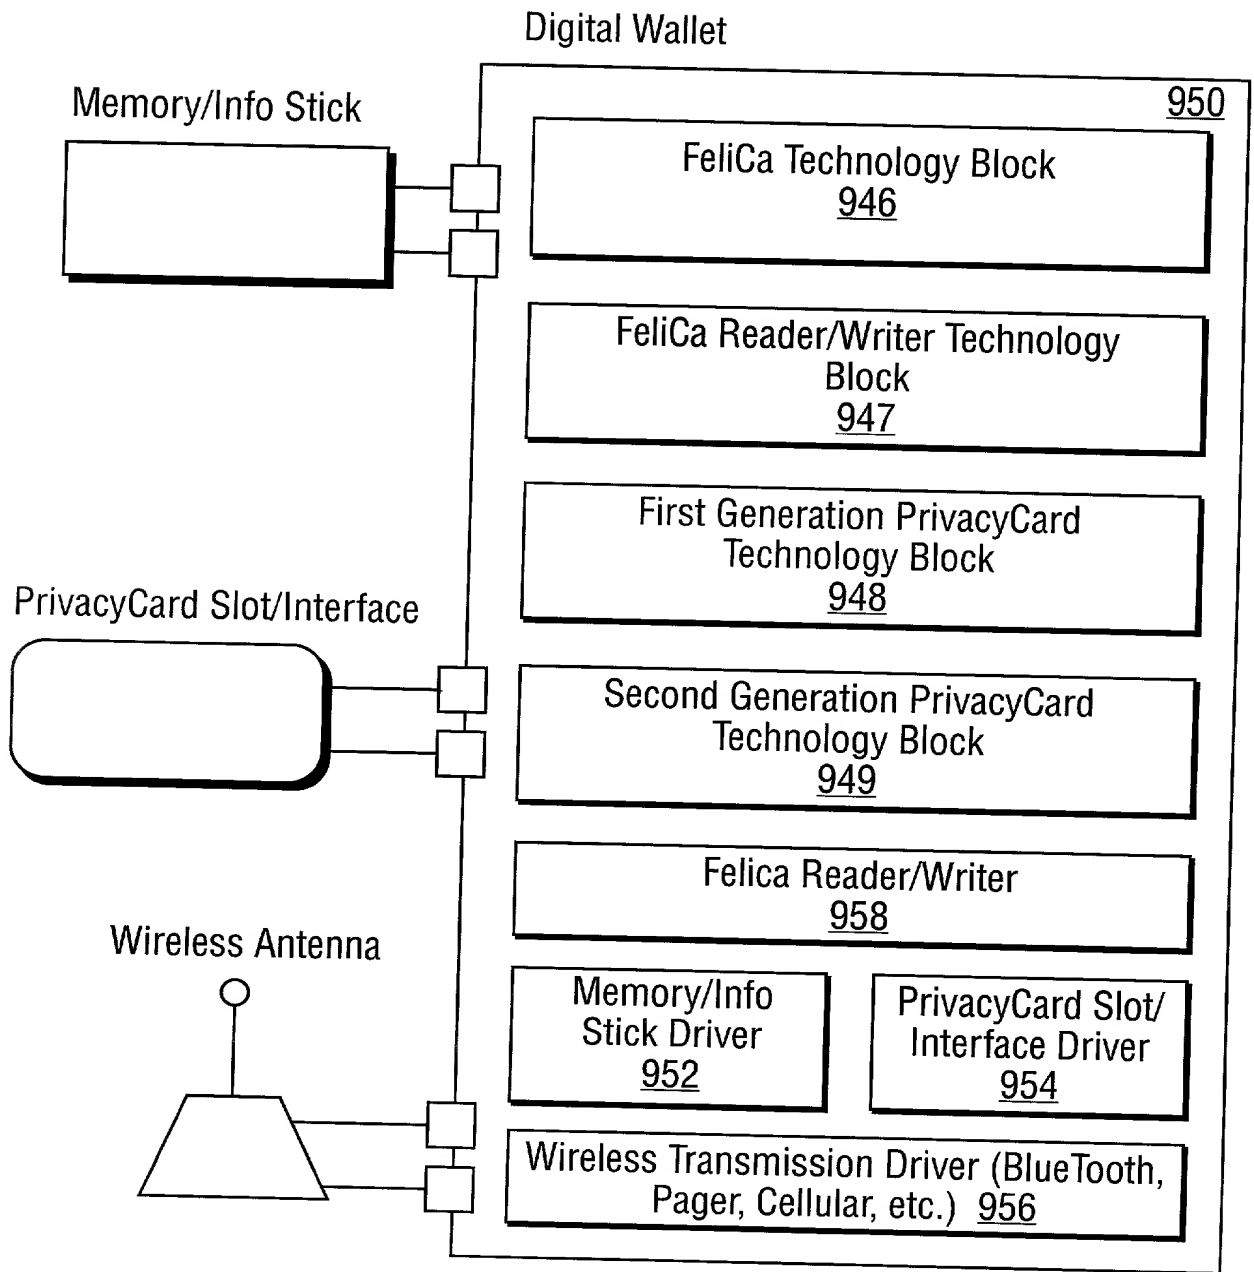 Digital Wallet
950
Memory/Info Stick
FeliCa Technology Block
946
FeliCa Reader/Writer Technology
Block
947
First Generation PrivacyCard
Technology Block
948
PrivacyCard Slot/Interface
Second Generation PrivacyCard
Technology Block
949
Felica Reader/Writer
958
Wireless Antenna
Memory/Info
Stick Driver
952
PrivacyCard Slot/
Interface Driver
954
Wireless Transmission Driver (BlueTooth,
Pager, Cellular, etc.) 956